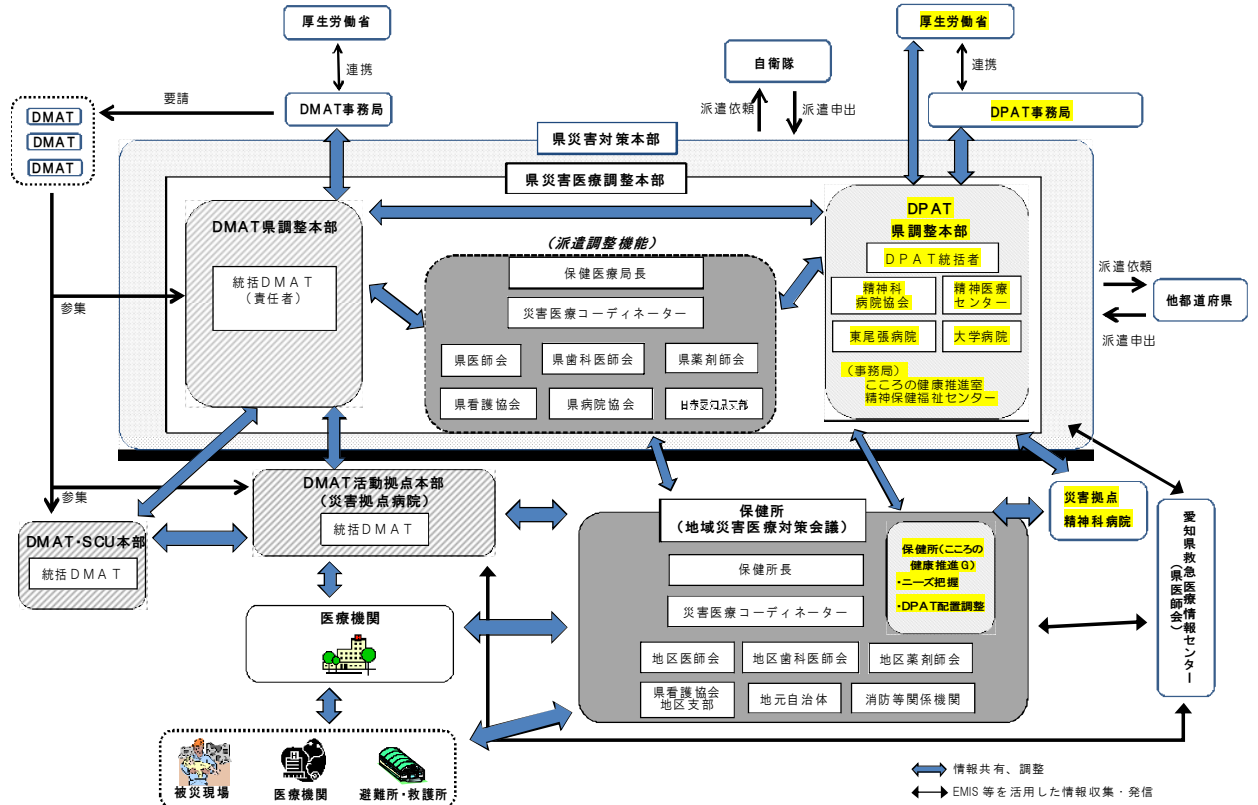 厚生労働省
連携
DMAT事務局
要請
DMAT
DMAT
DMAT
自衛隊
派遣依頼
派遣申出
厚生労働省
連携
DPAT事務局
県災害対策本部
県災害医療調整本部
DMAT県調整本部
統括DMAT
（責任者）
参集
（派遣調整機能）
保健医療局長
災害医療コーディネーター
県医師会
県歯科医師会
県薬剤師会
県看護協会
県病院協会
日赤愛知県支部
DPAT
県調整本部
DPAT統括者
精神科
病院協会
精神医療
センター
東尾張病院
大学病院
（事務局）
こころの健康推進室
精神保健福祉センター
派遣依頼
他都道府県
派遣申出
参集
DMAT活動拠点本部
（災害拠点病院）
統括DMAT
DMAT・SCU本部
統括DMAT
医療機関
被災現場
医療機関
避難所・救護所
保健所
（地域災害医療対策会議）
保健所長
災害医療コーディネーター
保健所（こころの
健康推進G）
・ニーズ把握
・DPAT配置調整
地区医師会
地区歯科医師会
地区薬剤師会
県看護協会
地区支部
地元自治体
消防等関係機関
災害拠点
精神科病院
愛知県救急医療情報センター
（県医師会）
情報共有、調整
EMIS等を活用した情報収集・発信